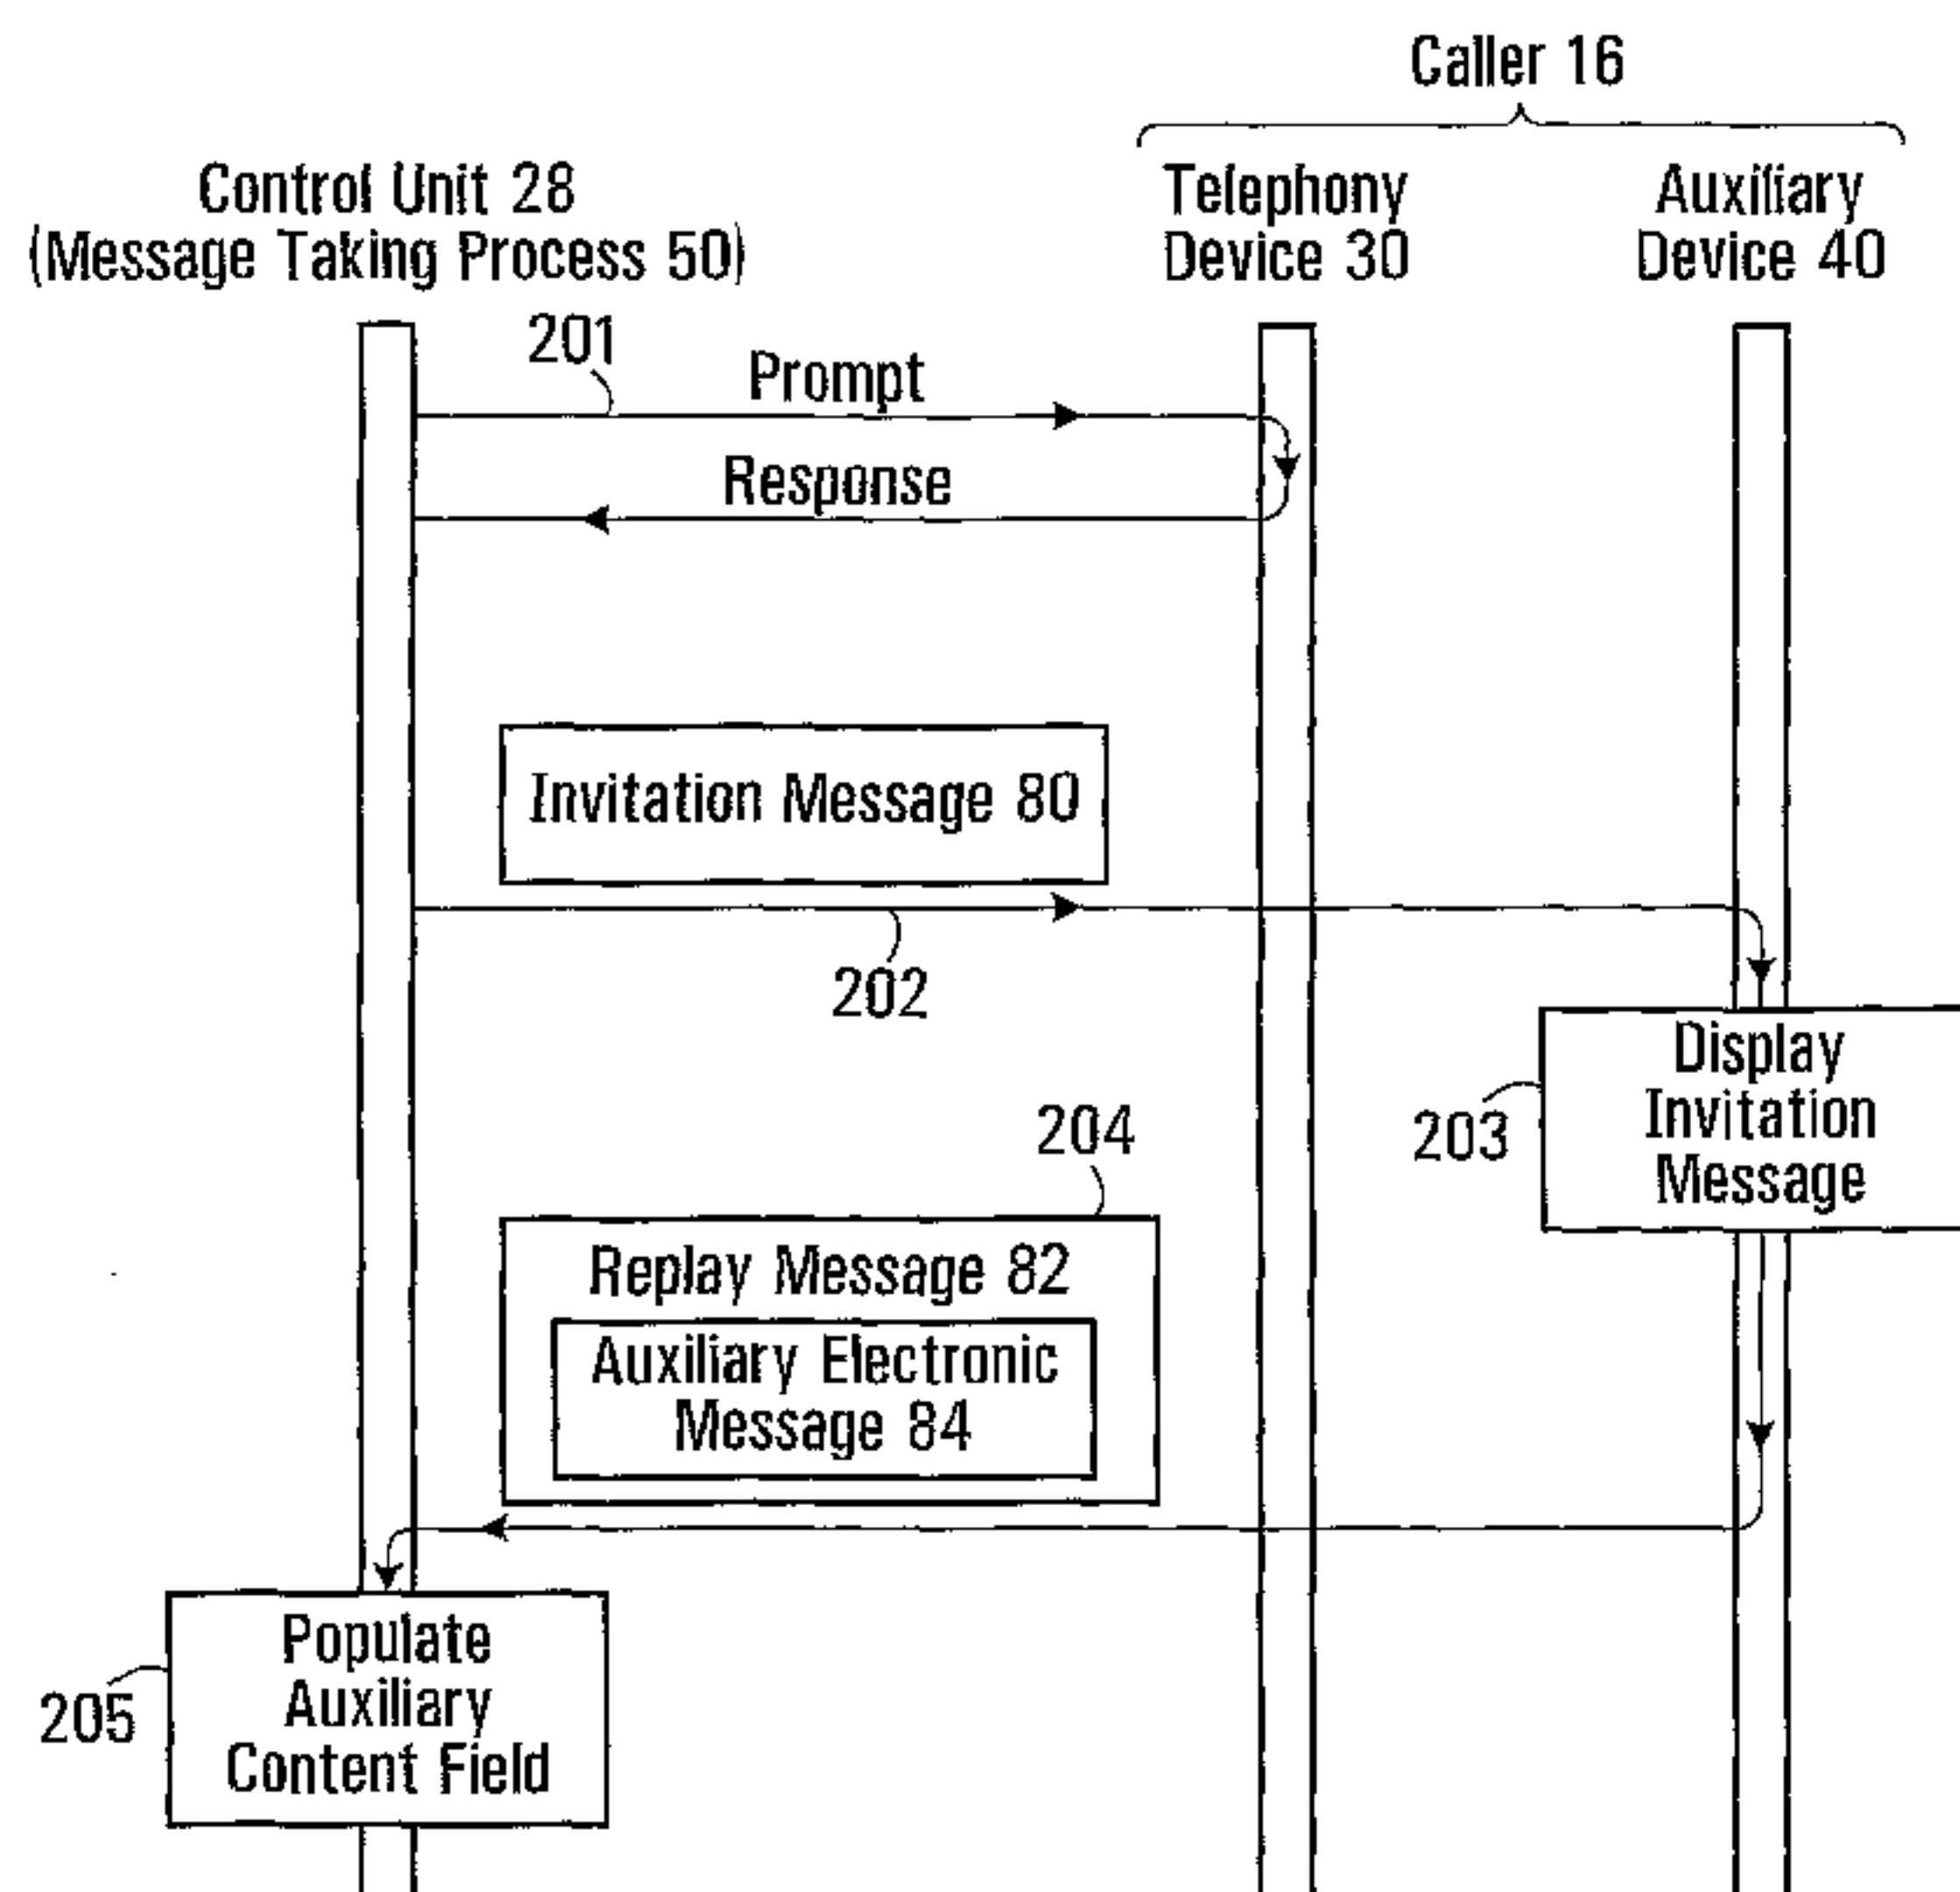 Caller 16
Control Unit 28
(Message Taking Process 50)
Telephony
Device 30
Auxiliary
Device 40
201
Prompt
Response
Invitation Message 80
202
Display
Invitation
Message
203
204
Replay Message 82
Auxiliary Electronic
Message 84
Populate
Auxiliary
Content Field
205